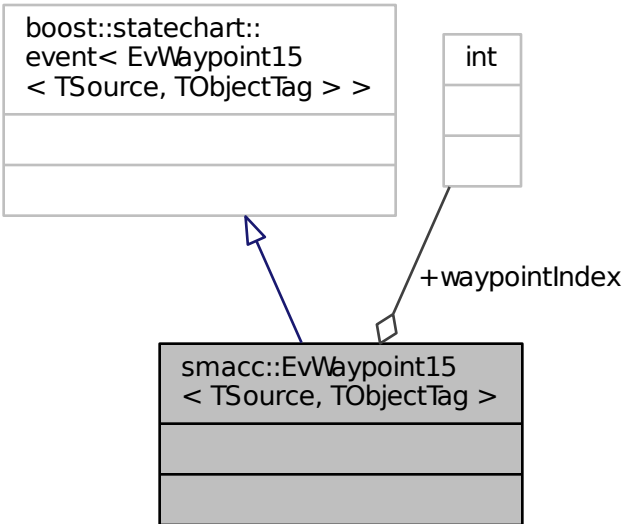 boost::statechart::
event< EvWaypoint15
< TSource, TObjectTag > >
int
+waypointIndex
smacc::EvWaypoint15
< TSource, TObjectTag >